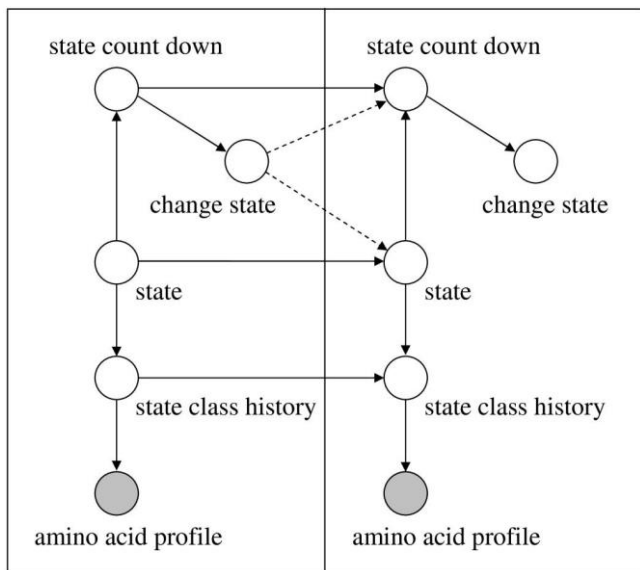 state count down
change state
state
state class history
amino acid profile
state count down
change state
state
state class history
amino acid profile